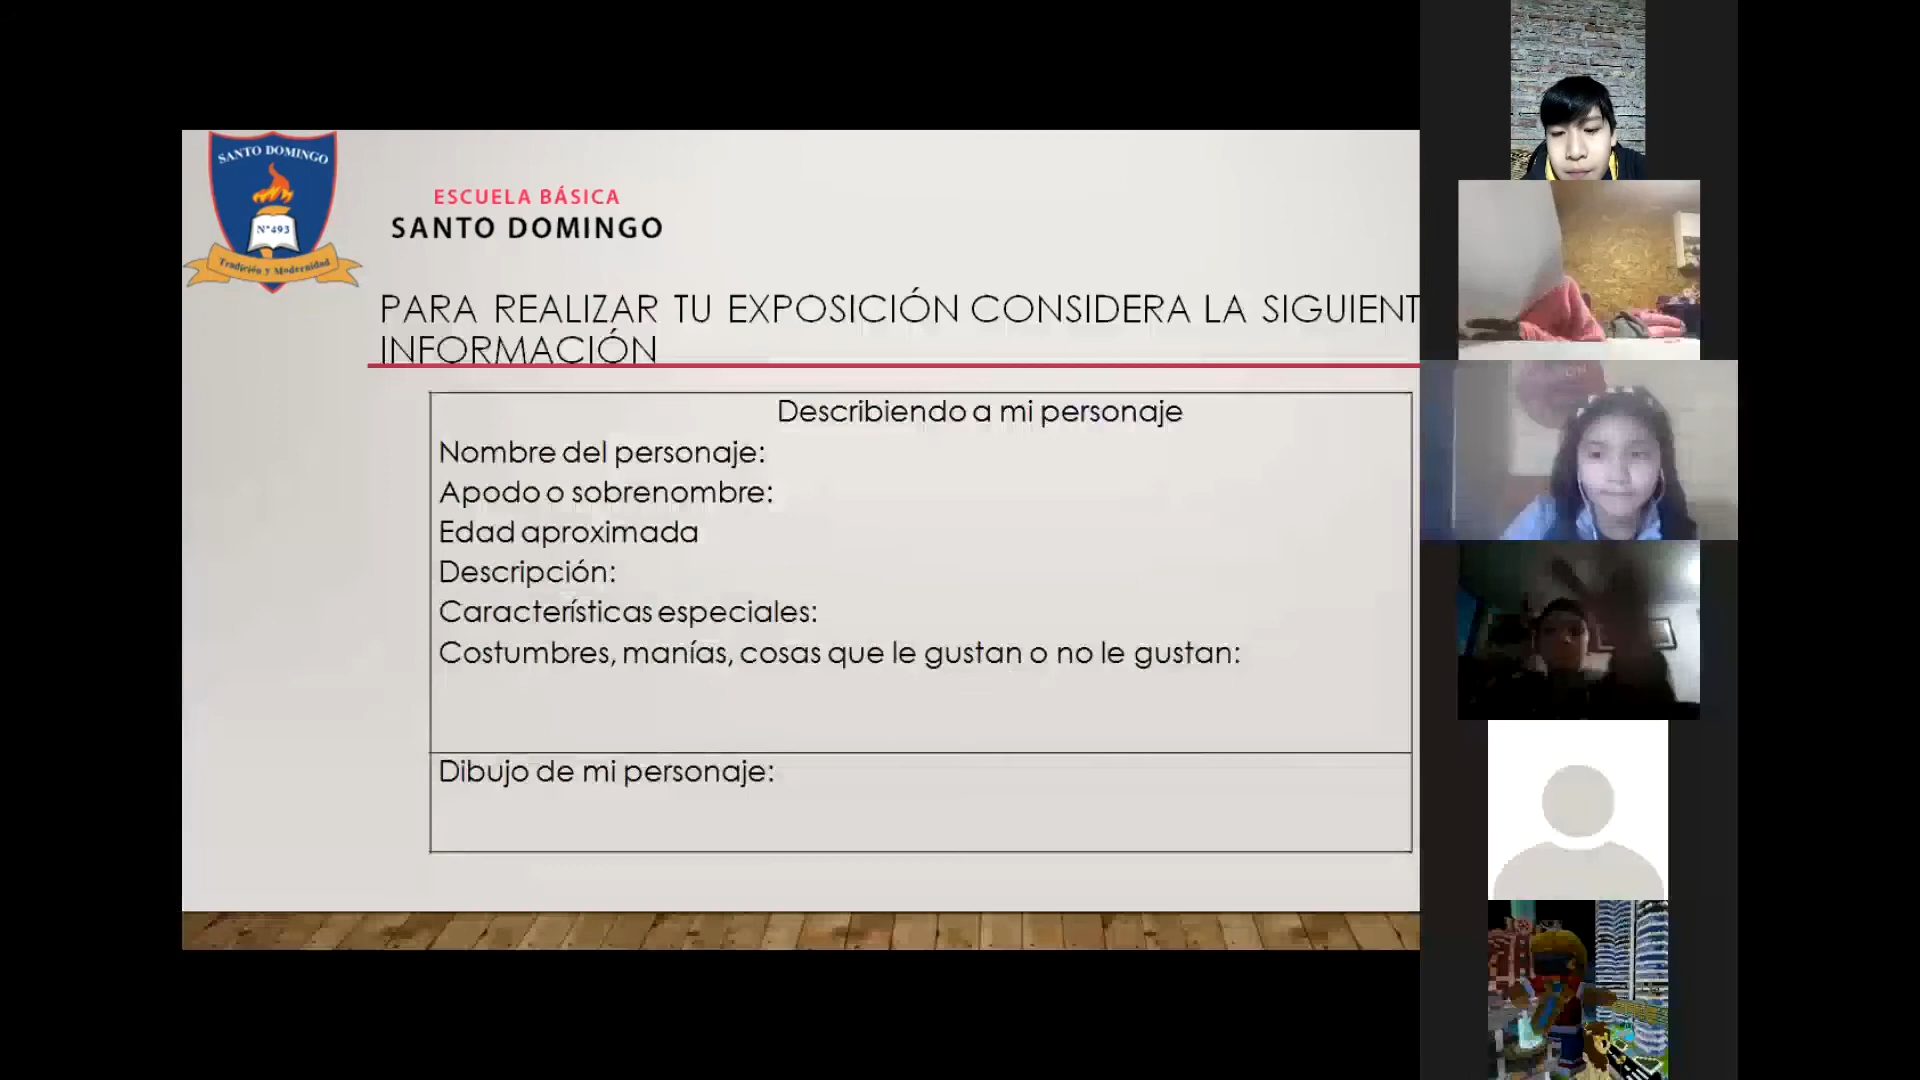 SANTO DOMINGO
N°493
Tradición y Modernidad
ESCUELA BÁSICA
SANTO DOMINGO
PARA REALIZAR TU EXPOSICIÓN CONSIDERA LA SIGUIENT
INFORMACIÓN
Describiendo a mi personaje
Nombre del personaje:
Apodo o sobrenombre:
Edad aproximada
Descripción:
Características especiales:
Costumbres, manías, cosas que le gustan o no le gustan:
Dibujo de mi personaje: